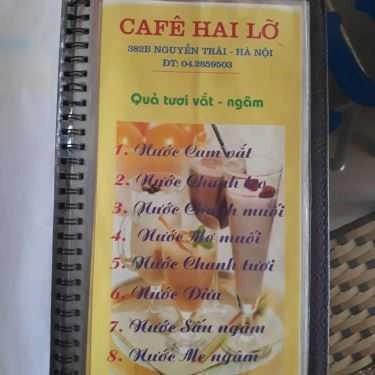 CAFÊ HAI LỠ
382B NGUYỄN TRÃI - HÀ NỘI
ĐT: 04.2859503
Quả tươi vắt - ngâm
1. Nước Cam vắt
2. Nước Chanh
3. Nước Chanh muối
4. Nước Mơ muối
5. Nước Chanh tươi
6. Nước Dừa
7. Nước Sấu ngâm
8. Nước Me ngâm